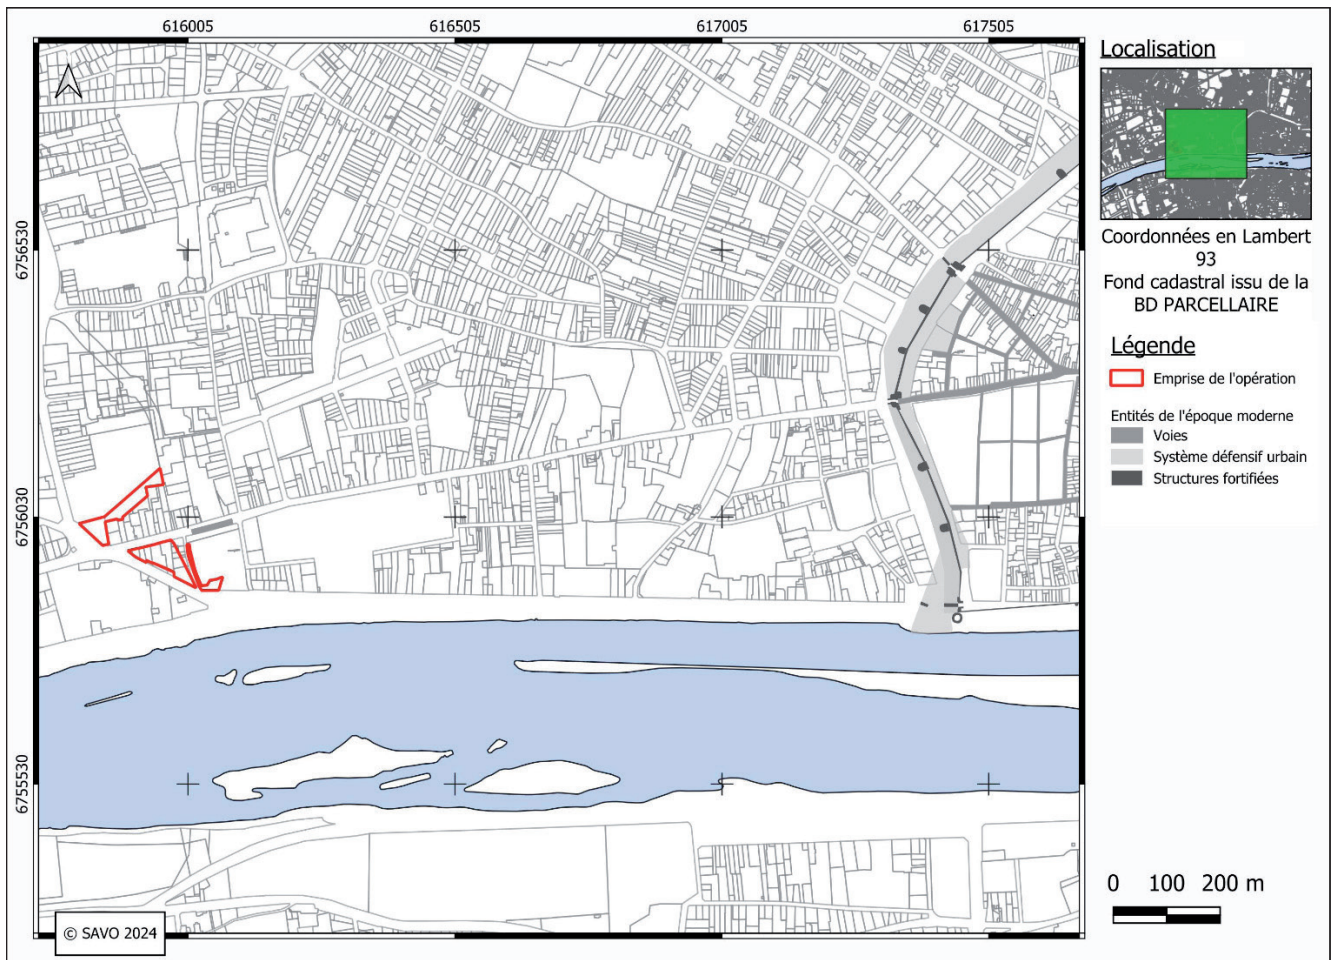 616005 616505 617005 617505
6756530
6756030
6755530
© SAVO 2024
Localisation
Coordonnées en Lambert
93
Fond cadastral issu de la
BD PARCELLAIRE
Légende
Emprise de l'opération
Entités de l'époque moderne
Voies
Système défensif urbain
Structures fortifiées
0 100 200 m